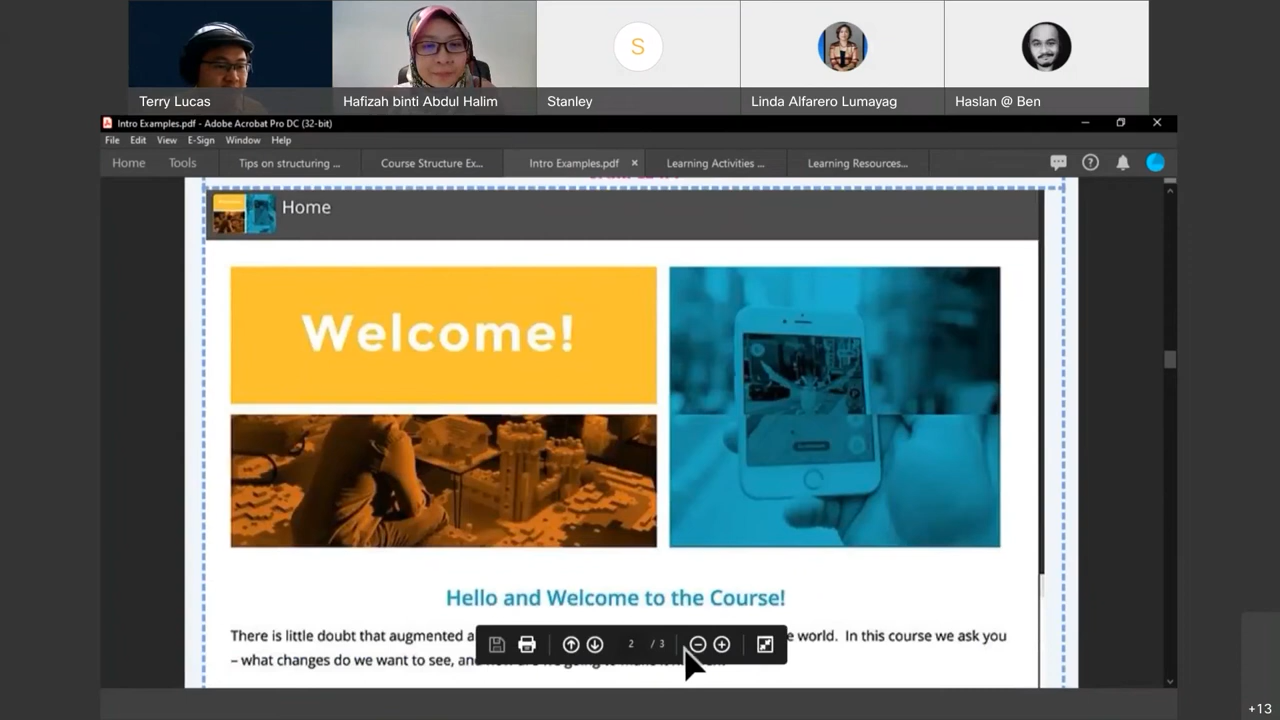 S
Terry Lucas
Hafizah binti Abdul Halim
Stanley
Linda Alfarero Lumayag
Haslan @ Ben
Intro Examples.pdf - Adobe Acrobat Pro DC (32-bit)
File Edit View E-Sign Window Help
Home Tools Tips on structuring ... Course Structure Ex... Intro Examples.pdf × Learning Activities ... Learning Resources...
Home
Welcome!
Hello and Welcome to the Course!
There is little doubt that augmented a
e world. In this course we ask you
2 / 3
– what changes do we want to see, and
+13